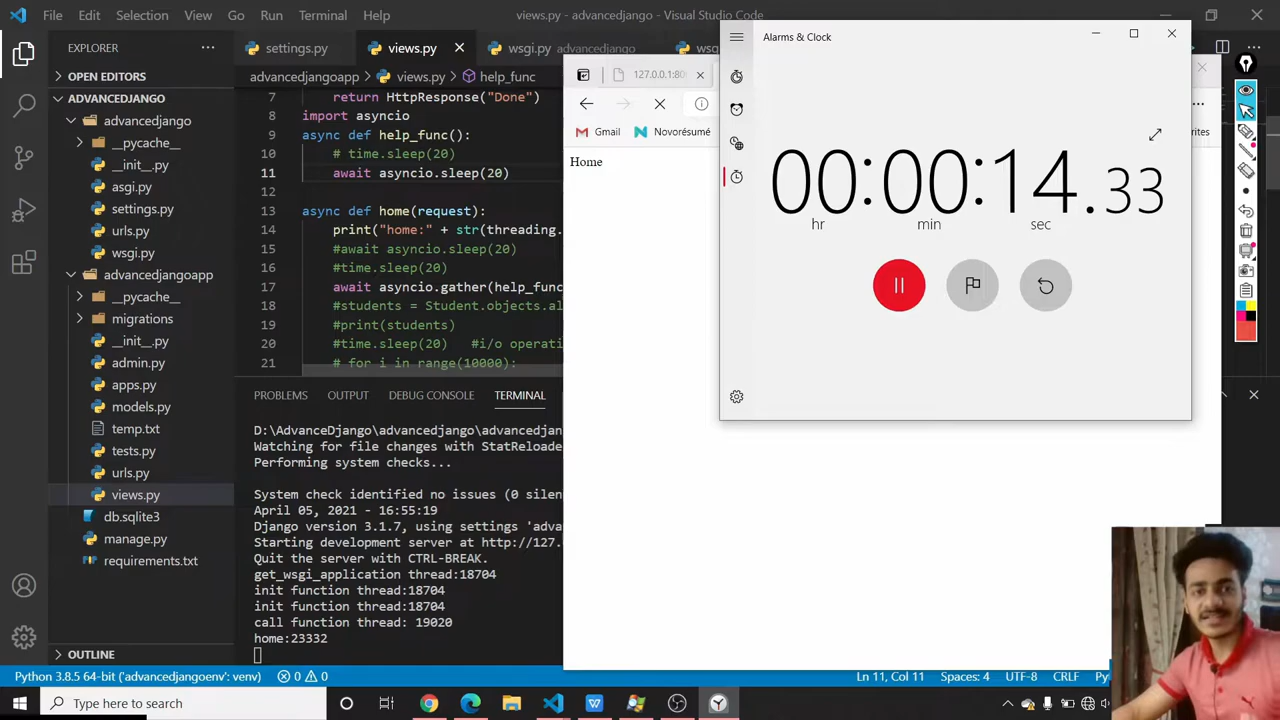 File Edit Selection View Go Run Terminal Help
views.py - advanceddjango - Visual Studio Code
EXPLORER
OPEN EDITORS
ADVANCEDJANGO
advancedjango
__pycache__
__init__.py
asgi.py
settings.py
urls.py
wsgi.py
advancedjangoapp
__pycache__
migrations
__init__.py
admin.py
apps.py
models.py
temp.txt
tests.py
urls.py
views.py
db.sqlite3
manage.py
requirements.txt
OUTLINE
settings.py
views.py
wsgi.py advancedjango
advancedjangoapp > views.py > help_func
7 return HttpResponse("Done")
8 import asyncio
9 async def help_func():
10 # time.sleep(20)
11 await asyncio.sleep(20)
12
13 async def home(request):
14 print("home:" + str(threading.
15 #await asyncio.sleep(20)
16 #time.sleep(20)
17 await asyncio.gather(help_func
18 #students = Student.objects.al
19 #print(students)
20 #time.sleep(20) #i/o operati
21 # for i in range(10000):
PROBLEMS OUTPUT DEBUG CONSOLE TERMINAL
D:\AdvanceDjango\advancedjango\advancedjan
Watching for file changes with StatReloade
Performing system checks...
System check identified no issues (0 silen
April 05, 2021 - 16:55:19
Django version 3.1.7, using settings 'adva
Starting development server at http://127.
Quit the server with CTRL-BREAK.
get_wsgi_application thread:18704
init function thread:18704
init function thread:18704
call function thread: 19020
home:23332
127.0.0.1:80
Gmail
Novorésumé
rites
Home
Alarms & Clock
00:00:14.33
hr min sec
Python 3.8.5 64-bit ('advancedjangoenv': venv)
0 0
Ln 11, Col 11
Spaces: 4
UTF-8
CRLF
Py
Type here to search